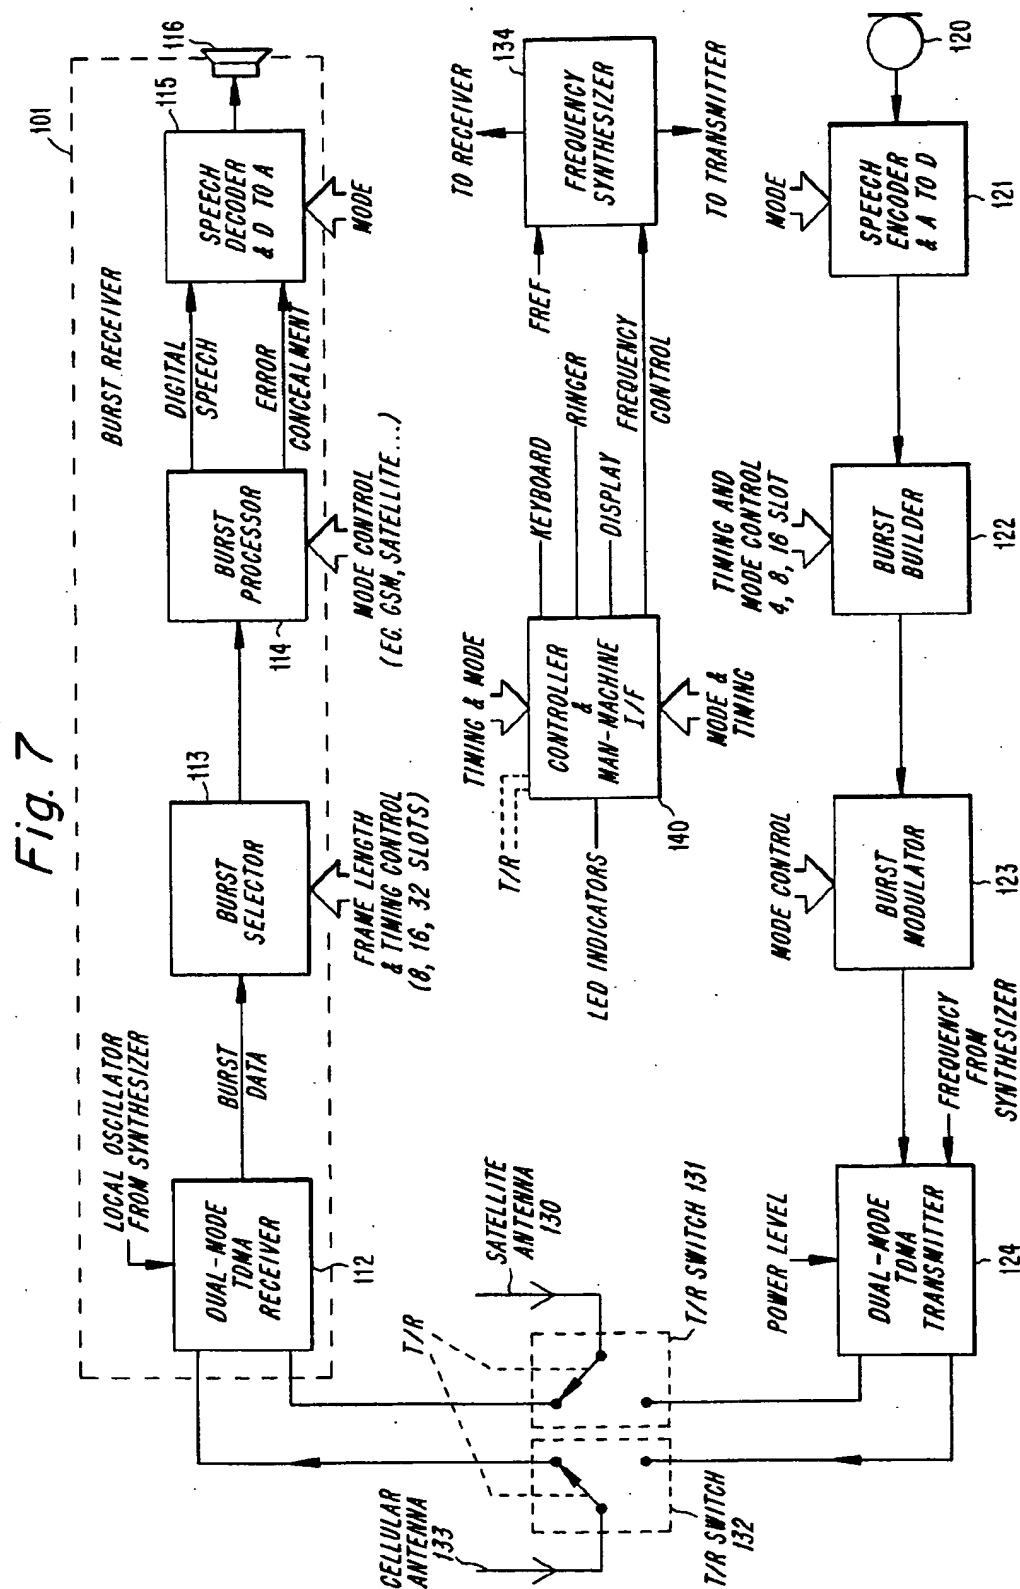 Fig. 7
101
BURST RECEIVER
LOCAL OSCILLATOR
FROM SYNTHESIZER
DUAL-MODE
TDMA
RECEIVER
112
BURST
DATA
113
BURST
SELECTOR
FRAME LENGTH
& TIMING CONTROL
(8, 16, 32 SLOTS)
BURST
PROCESSOR
114
MODE CONTROL
(EG. GSM, SATELLITE...)
DIGITAL
SPEECH
ERROR
CONCEALMENT
115
SPEECH
DECODER
& D TO A
MODE
116
CELLULAR
ANTENNA
133
T/R
SATELLITE
ANTENNA
130
T/R SWITCH 131
T/R SWITCH
132
T/R
TIMING & MODE
CONTROLLER
&
MAN-MACHINE
I/F
140
LED INDICATORS
MODE &
TIMING
KEYBOARD
RINGER
DISPLAY
FREQUENCY
CONTROL
FREF
TO RECEIVER
134
FREQUENCY
SYNTHESIZER
TO TRANSMITTER
POWER LEVEL
DUAL-MODE
TDMA
TRANSMITTER
124
FREQUENCY
FROM
SYNTHESIZER
MODE CONTROL
BURST
MODULATOR
123
TIMING AND
MODE CONTROL
4, 8, 16 SLOT
BURST
BUILDER
122
MODE
SPEECH
ENCODER
& A TO D
121
120